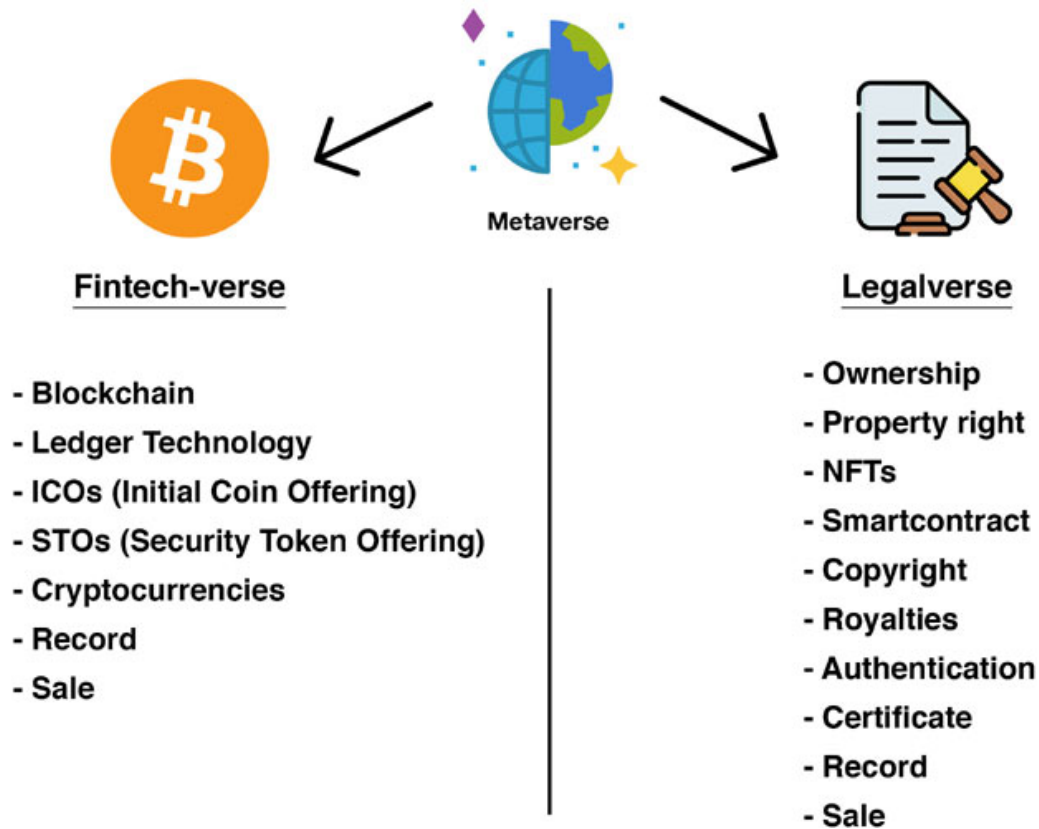 Metaverse
Fintech-verse
- Blockchain
- Ledger Technology
- ICOs (Initial Coin Offering)
- STOs (Security Token Offering)
- Cryptocurrencies
- Record
- Sale
Legalverse
- Ownership
- Property right
- NFTs
- Smartcontract
- Copyright
- Royalties
- Authentication
- Certificate
- Record
- Sale